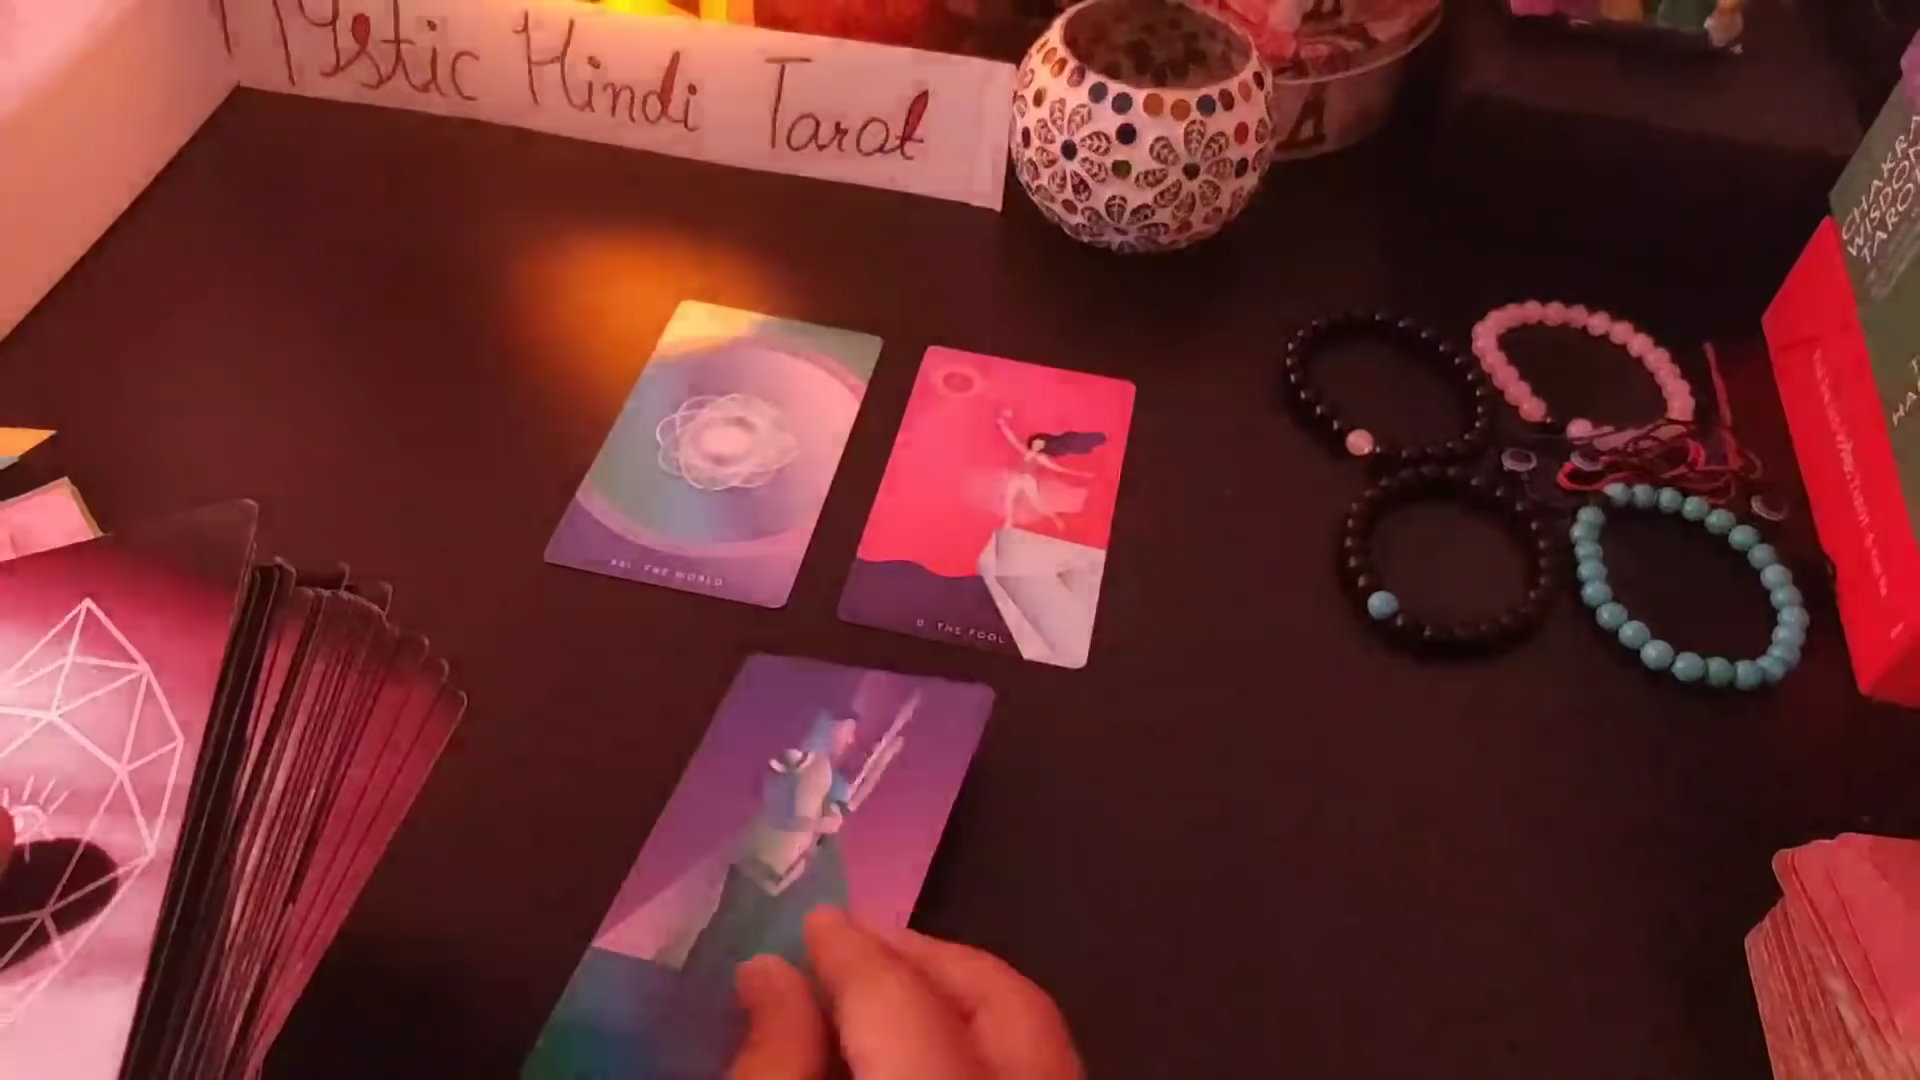 Mystic Hindi Tarot
CHAKRA
WISDOM
TAROT
XXI. THE WORLD
0. THE FOOL